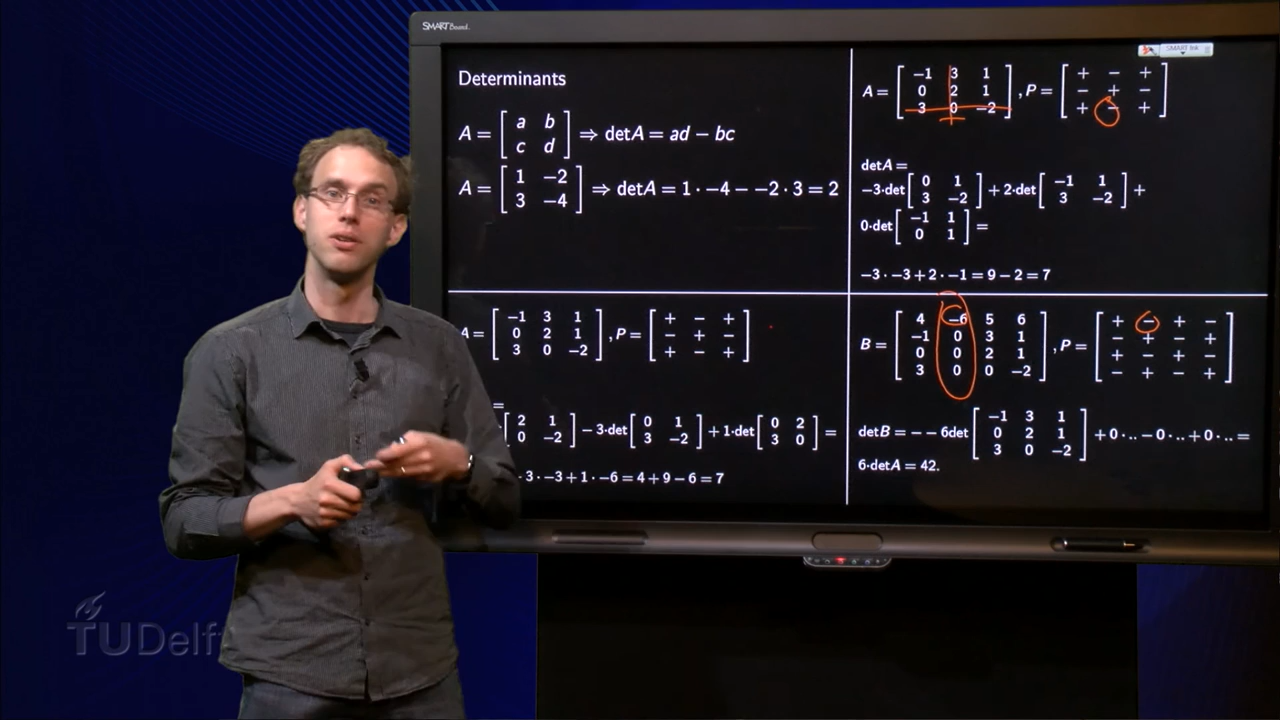 SMART Board
SMART Ink
Determinants
A = [ a b ; c d ] ⇒ detA = ad − bc
A = [ 1 −2 ; 3 −4 ] ⇒ detA = 1 · −4 − −2 · 3 = 2
A = [ −1 3 1 ; 0 2 1 ; 3 0 −2 ] , P = [ + − + ; − + − ; + − + ]
detA =
−3·det [ 0 1 ; 3 −2 ] + 2·det [ −1 1 ; 3 −2 ] +
0·det [ −1 1 ; 0 1 ] =
−3 · −3 + 2 · −1 = 9 − 2 = 7
A = [ −1 3 1 ; 0 2 1 ; 3 0 −2 ] , P = [ + − + ; − + − ; + − + ]
=
[ 2 1 ; 0 −2 ] − 3·det [ 0 1 ; 3 −2 ] + 1·det [ 0 2 ; 3 0 ] =
3 · −3 + 1 · −6 = 4 + 9 − 6 = 7
B = [ 4 −6 5 6 ; −1 0 3 1 ; 0 0 2 1 ; 3 0 0 −2 ] , P = [ + − + − ; − + − + ; + − + − ; − + − + ]
detB = − − 6det [ −1 3 1 ; 0 2 1 ; 3 0 −2 ] + 0 · .. − 0 · .. + 0 · .. =
6·detA = 42.
TUDelft